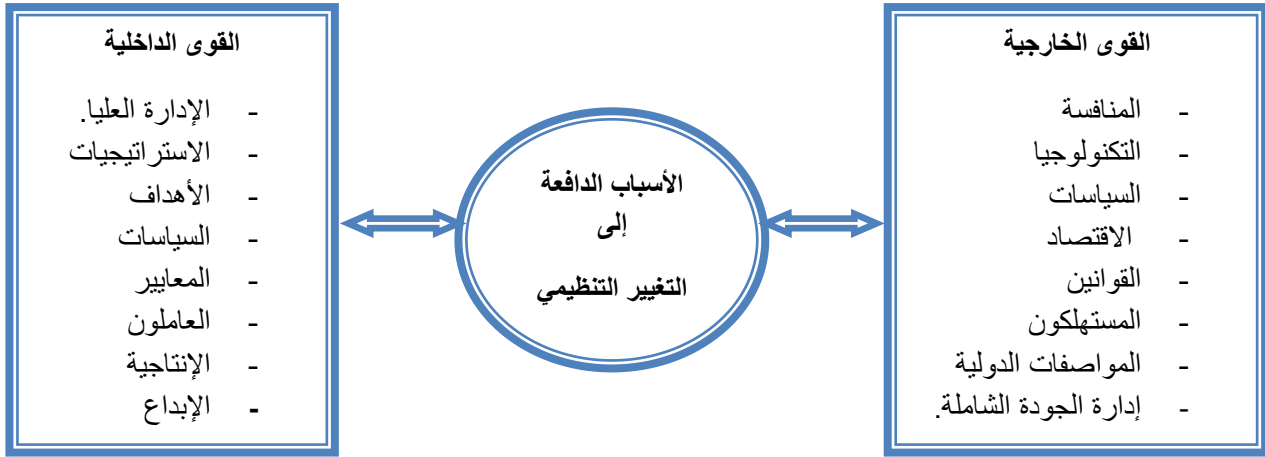 القوى الخارجية
- المنافسة
- التكنولوجيا
- السياسات
- الاقتصاد
- القوانين
- المستهلكون
- المواصفات الدولية
- إدارة الجودة الشاملة.
الأسباب الدافعة
إلى
التغيير التنظيمي
القوى الداخلية
- الإدارة العليا.
- الاستراتيجيات
- الأهداف
- السياسات
- المعايير
- العاملون
- الإنتاجية
- الإبداع